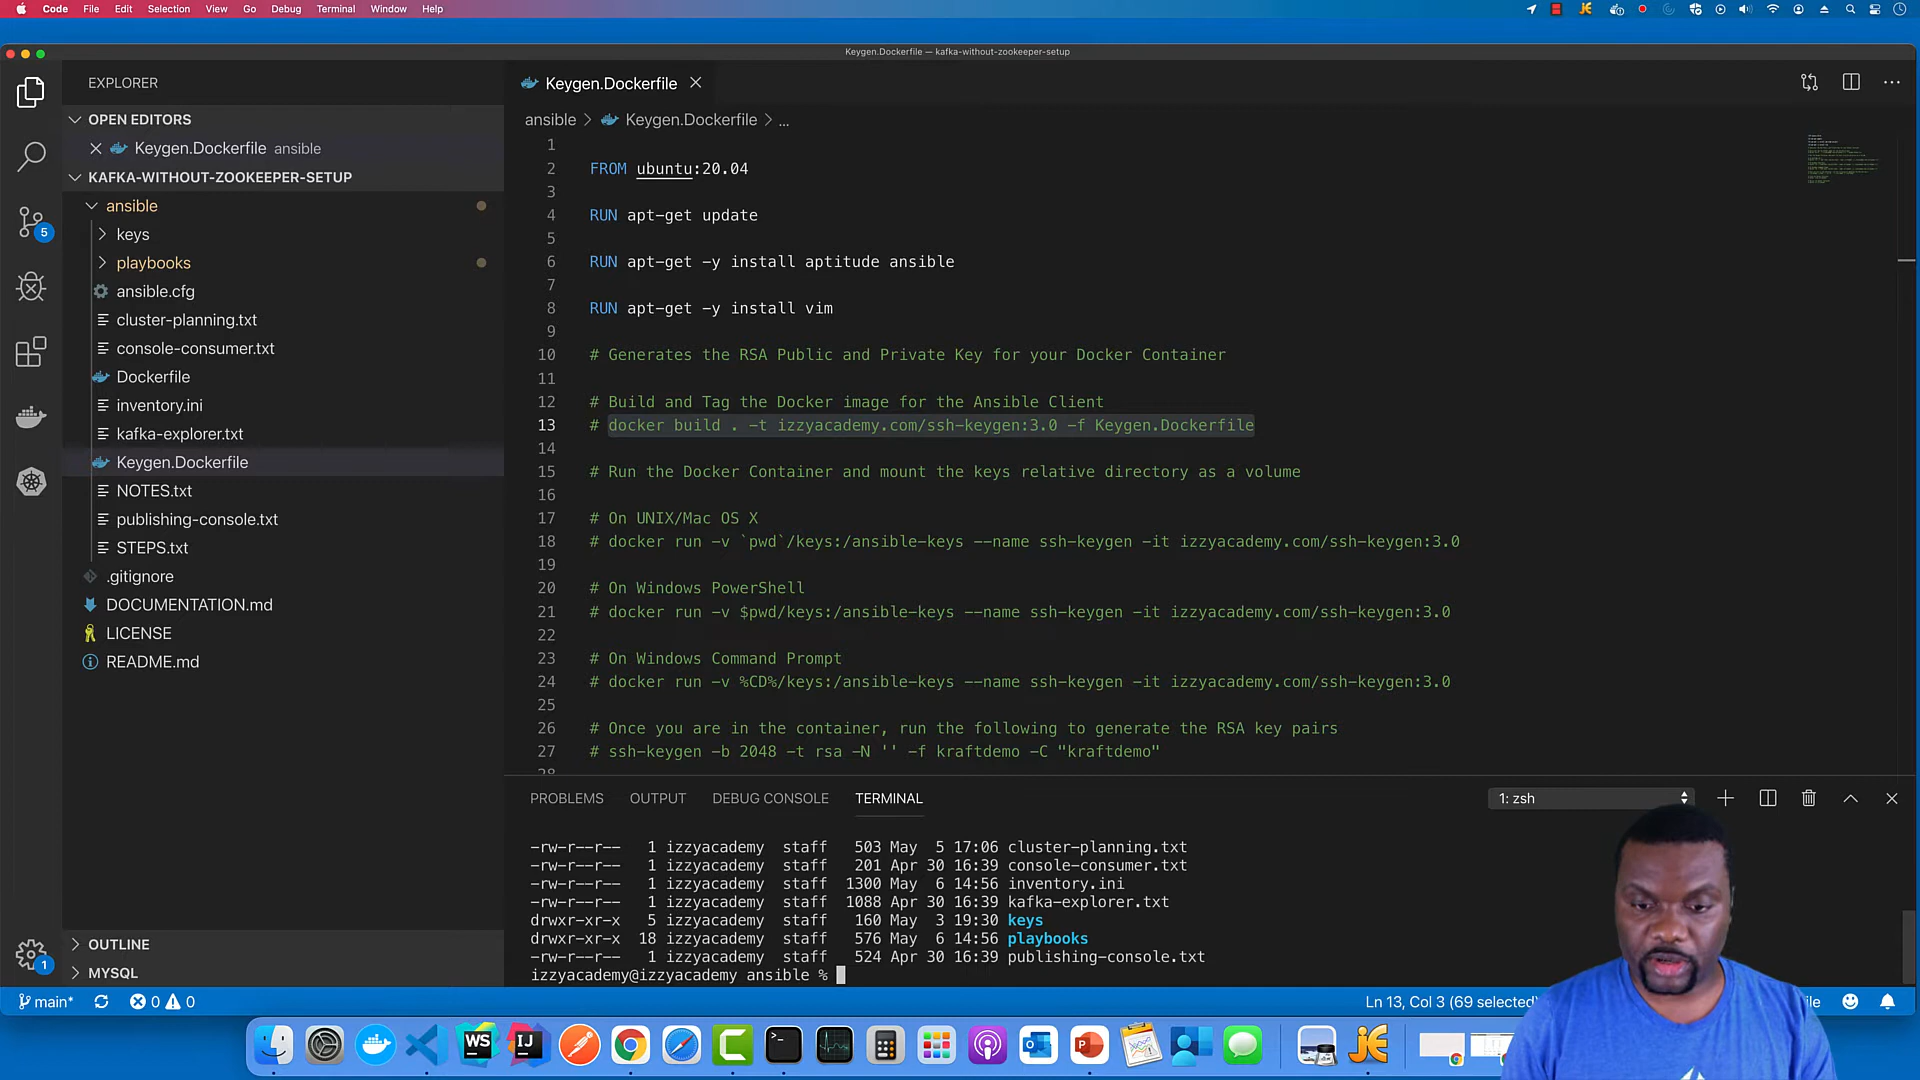 Code File Edit Selection View Go Debug Terminal Window Help
Keygen.Dockerfile — kafka-without-zookeeper-setup
EXPLORER
OPEN EDITORS
Keygen.Dockerfile ansible
KAFKA-WITHOUT-ZOOKEEPER-SETUP
ansible
keys
playbooks
ansible.cfg
cluster-planning.txt
console-consumer.txt
Dockerfile
inventory.ini
kafka-explorer.txt
Keygen.Dockerfile
NOTES.txt
publishing-console.txt
STEPS.txt
.gitignore
DOCUMENTATION.md
LICENSE
README.md
OUTLINE
MYSQL
5
1
Keygen.Dockerfile
ansible > Keygen.Dockerfile > ...
1
2 FROM ubuntu:20.04
3
4 RUN apt-get update
5
6 RUN apt-get -y install aptitude ansible
7
8 RUN apt-get -y install vim
9
10 # Generates the RSA Public and Private Key for your Docker Container
11
12 # Build and Tag the Docker image for the Ansible Client
13 # docker build . -t izzyacademy.com/ssh-keygen:3.0 -f Keygen.Dockerfile
14
15 # Run the Docker Container and mount the keys relative directory as a volume
16
17 # On UNIX/Mac OS X
18 # docker run -v `pwd`/keys:/ansible-keys --name ssh-keygen -it izzyacademy.com/ssh-keygen:3.0
19
20 # On Windows PowerShell
21 # docker run -v $pwd/keys:/ansible-keys --name ssh-keygen -it izzyacademy.com/ssh-keygen:3.0
22
23 # On Windows Command Prompt
24 # docker run -v %CD%/keys:/ansible-keys --name ssh-keygen -it izzyacademy.com/ssh-keygen:3.0
25
26 # Once you are in the container, run the following to generate the RSA key pairs
27 # ssh-keygen -b 2048 -t rsa -N '' -f kraftdemo -C "kraftdemo"
28
PROBLEMS OUTPUT DEBUG CONSOLE TERMINAL
1: zsh
-rw-r--r-- 1 izzyacademy staff 503 May 5 17:06 cluster-planning.txt
-rw-r--r-- 1 izzyacademy staff 201 Apr 30 16:39 console-consumer.txt
-rw-r--r-- 1 izzyacademy staff 1300 May 6 14:56 inventory.ini
-rw-r--r-- 1 izzyacademy staff 1088 Apr 30 16:39 kafka-explorer.txt
drwxr-xr-x 5 izzyacademy staff 160 May 3 19:30 keys
drwxr-xr-x 18 izzyacademy staff 576 May 6 14:56 playbooks
-rw-r--r-- 1 izzyacademy staff 524 Apr 30 16:39 publishing-console.txt
izzyacademy@izzyacademy ansible %
main* 0 0
Ln 13, Col 3 (69 selected)
WS IJ